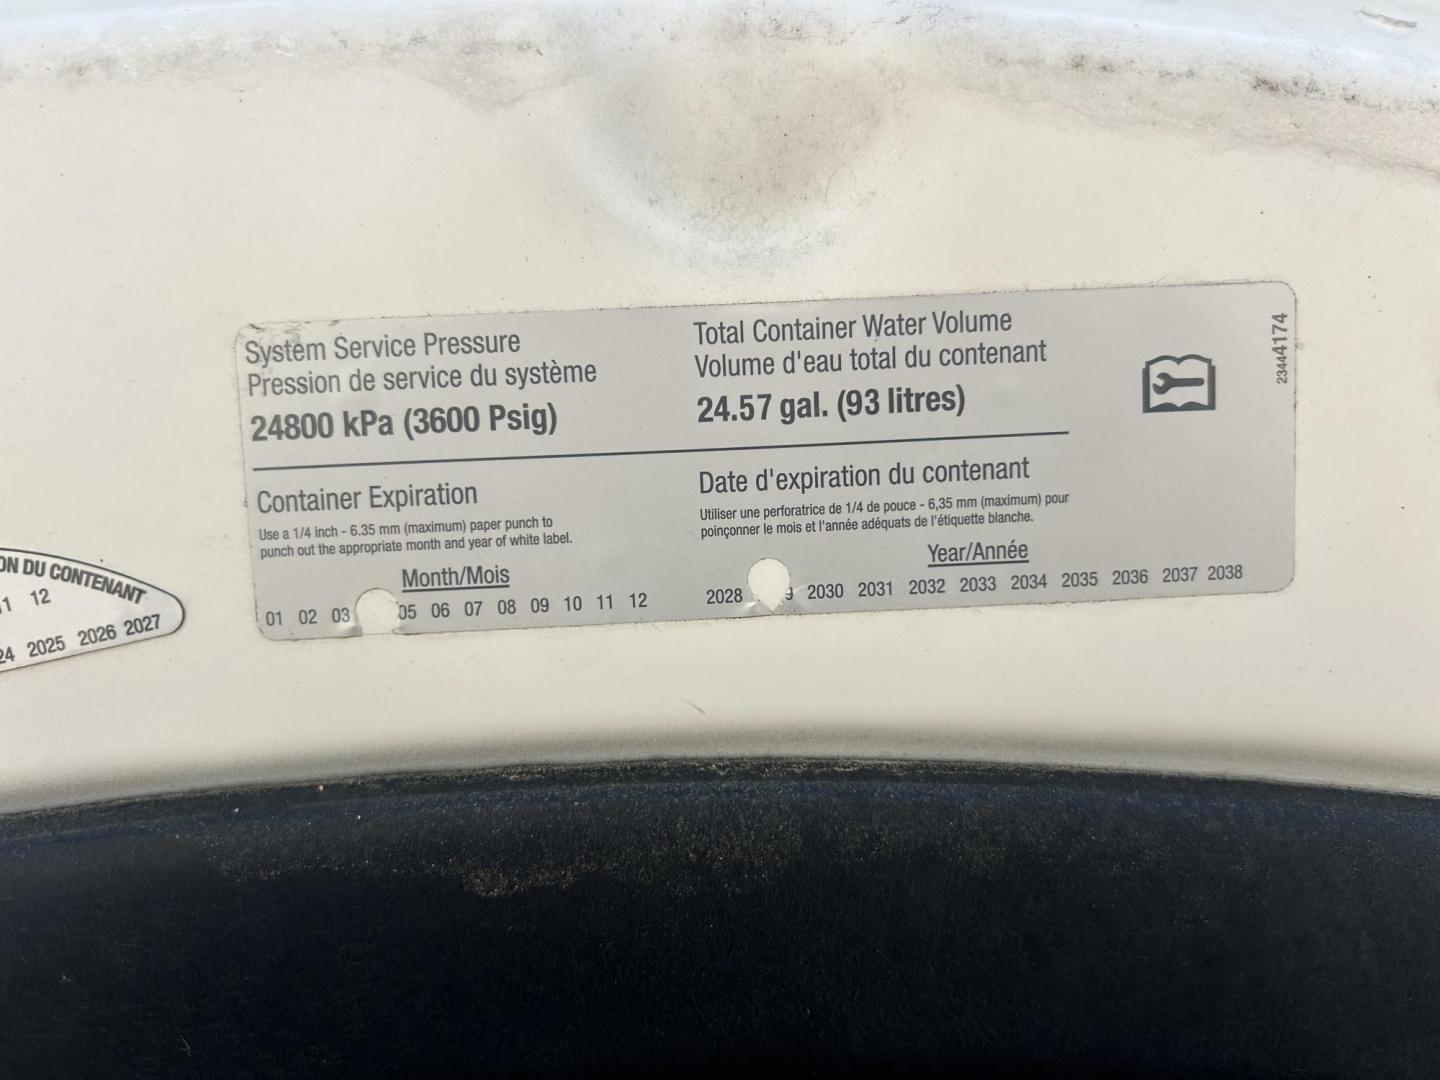 System Service Pressure
Pression de service du système
24800 kPa (3600 Psig)
Total Container Water Volume
Volume d'eau total du contenant
24.57 gal. (93 litres)
23444174
Container Expiration
Use a 1/4 inch - 6.35 mm (maximum) paper punch to
punch out the appropriate month and year of white label.
Date d'expiration du contenant
Utiliser une perforatrice de 1/4 de pouce - 6,35 mm (maximum) pour
poinçonner le mois et l'année adéquats de l'étiquette blanche.
Month/Mois
01 02 03 05 06 07 08 09 10 11 12
Year/Année
2028 9 2030 2031 2032 2033 2034 2035 2036 2037 2038
ON DU CONTENANT
11 12
24 2025 2026 2027